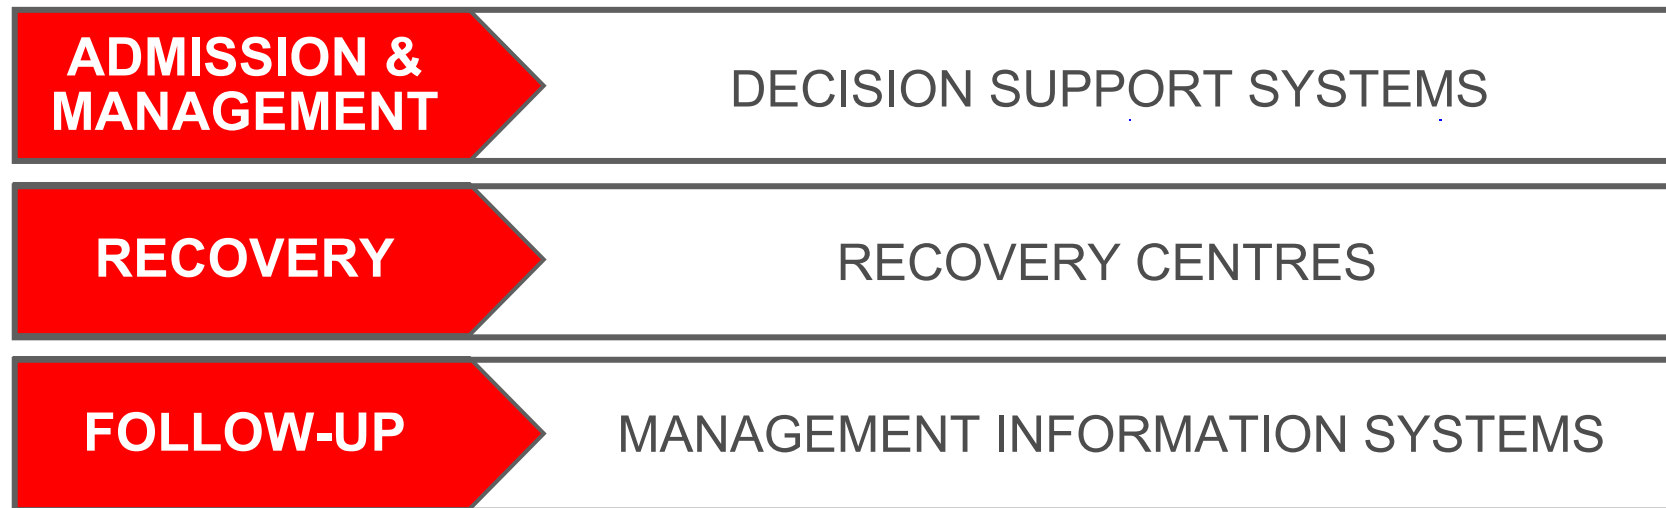 ADMISSION &
MANAGEMENT
DECISION SUPPORT SYSTEMS
RECOVERY
RECOVERY CENTRES
FOLLOW-UP
MANAGEMENT INFORMATION SYSTEMS